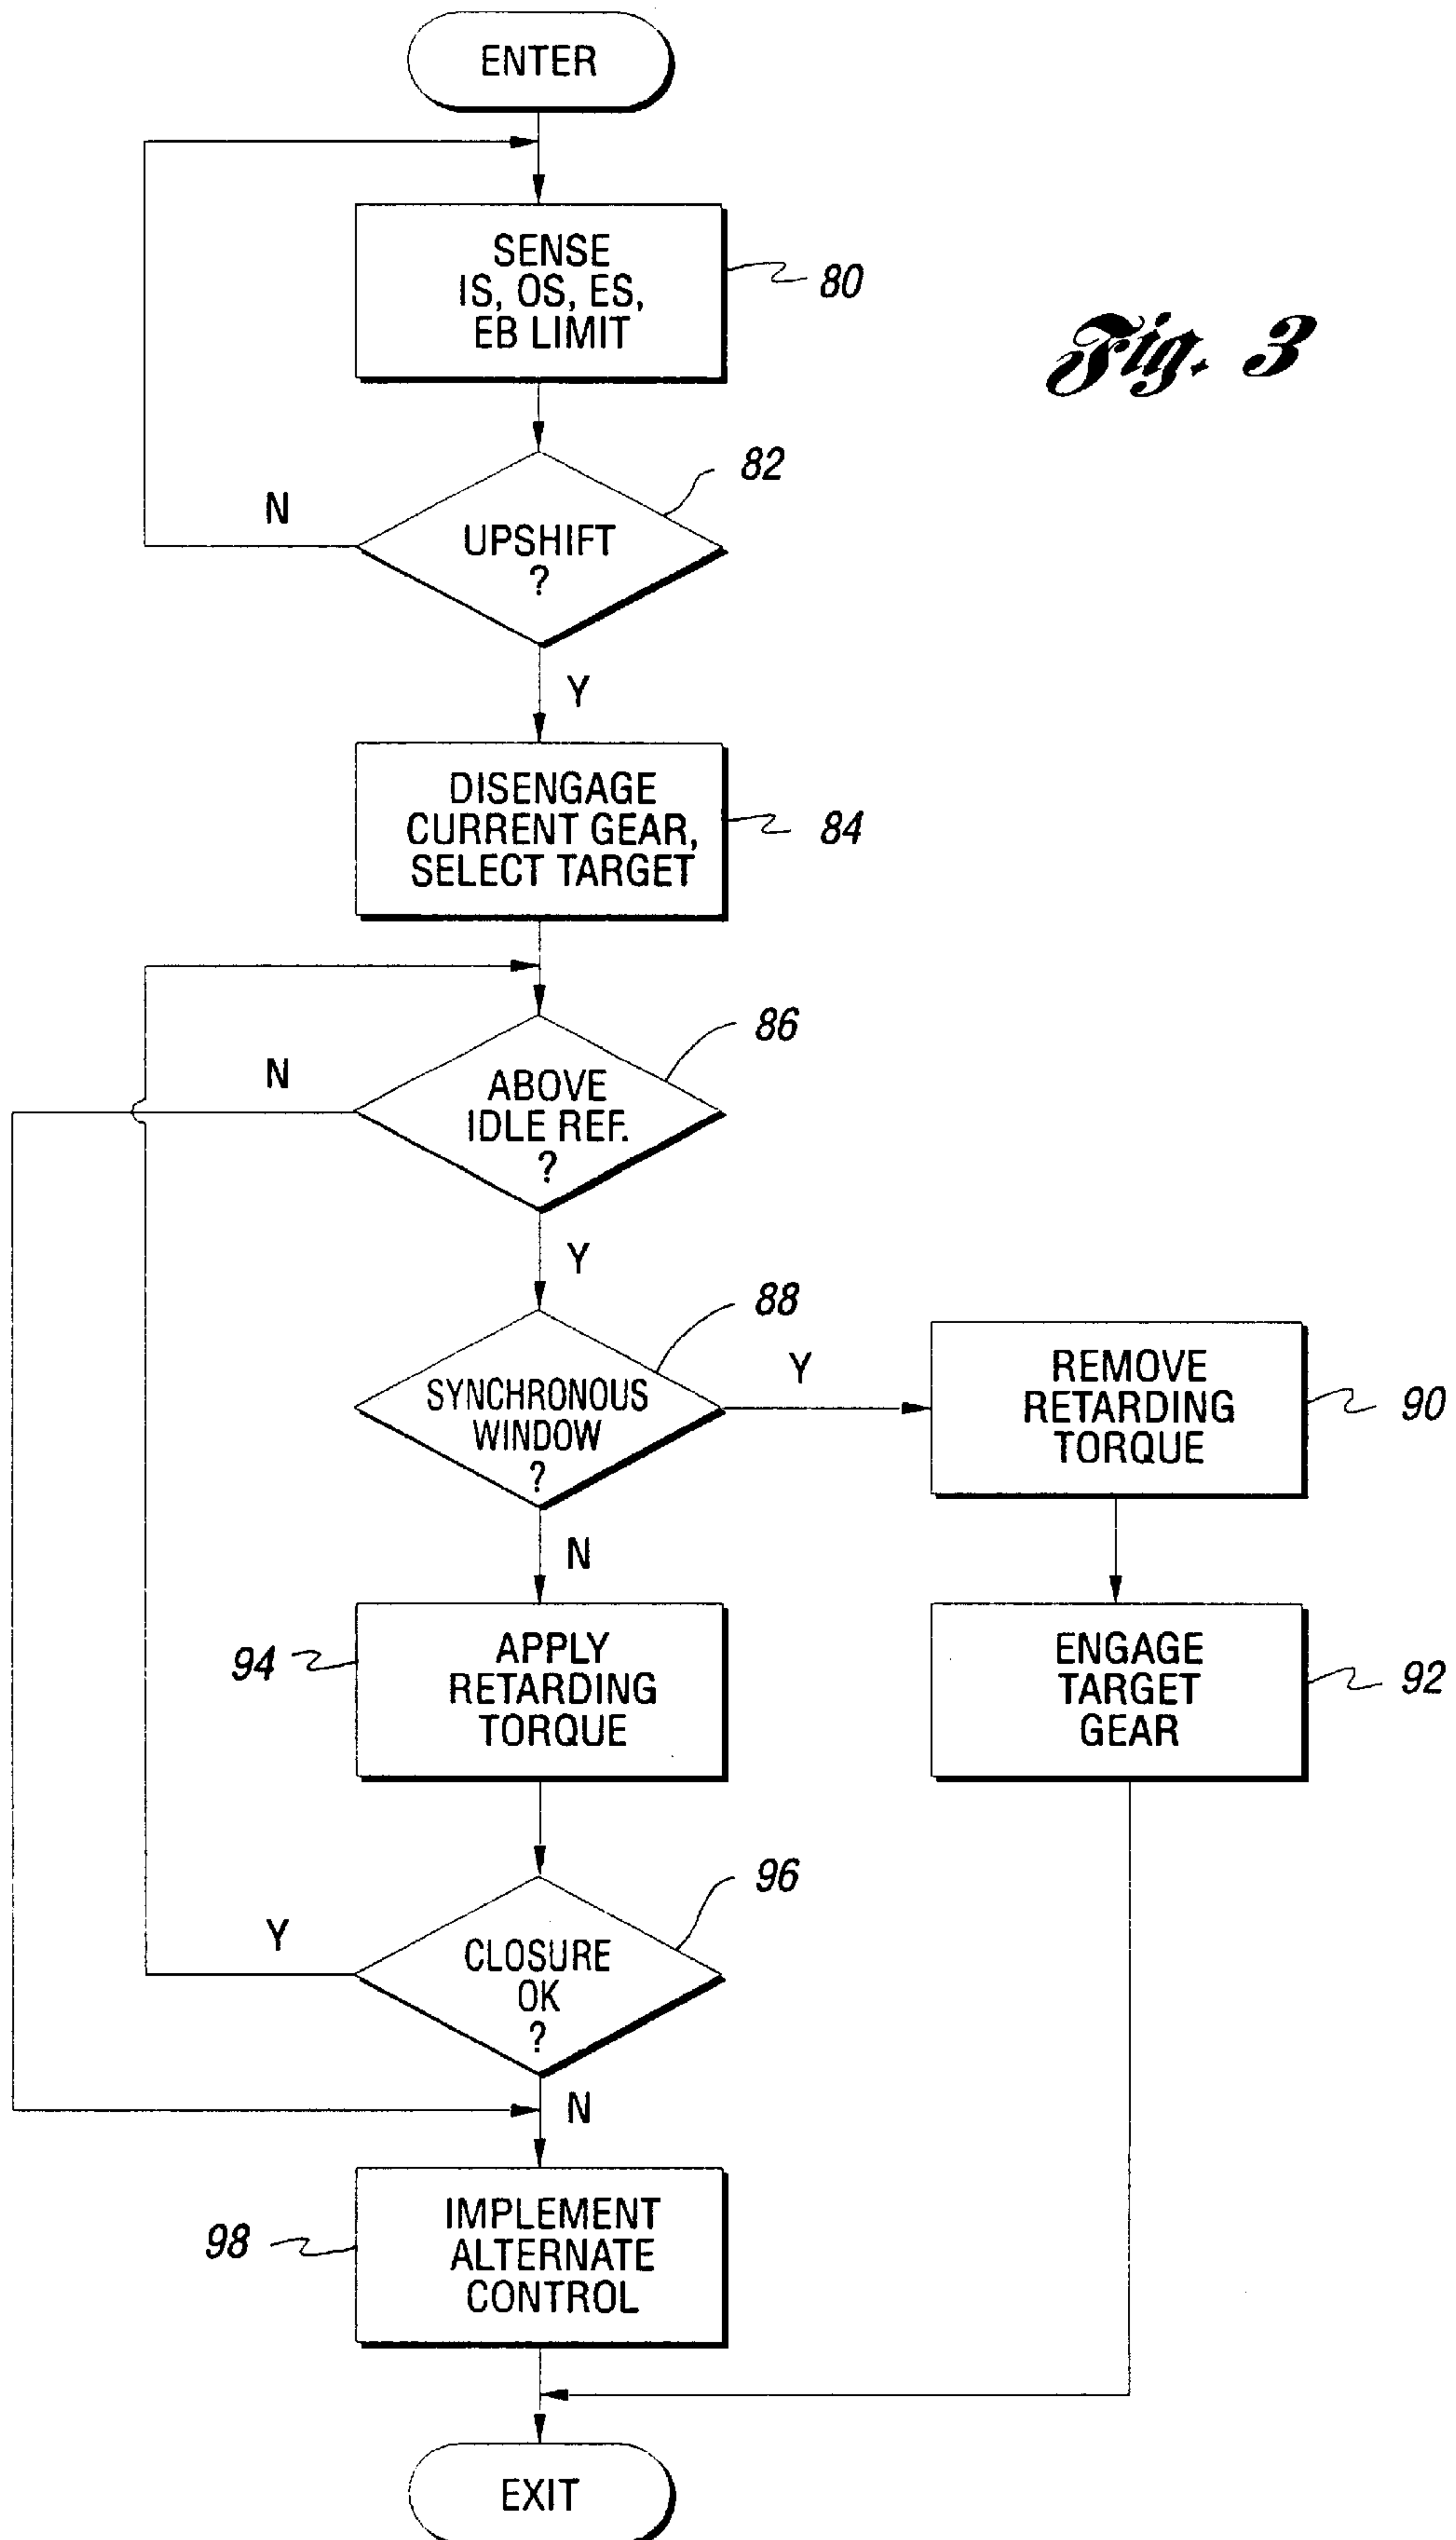 ENTER
SENSE
IS, OS, ES,
EB LIMIT
80
Fig. 3
82
N
UPSHIFT
?
Y
DISENGAGE
CURRENT GEAR,
SELECT TARGET
84
86
N
ABOVE
IDLE REF.
?
Y
88
SYNCHRONOUS
WINDOW
?
Y
REMOVE
RETARDING
TORQUE
90
N
94
APPLY
RETARDING
TORQUE
ENGAGE
TARGET
GEAR
92
96
Y
CLOSURE
OK
?
N
98
IMPLEMENT
ALTERNATE
CONTROL
EXIT